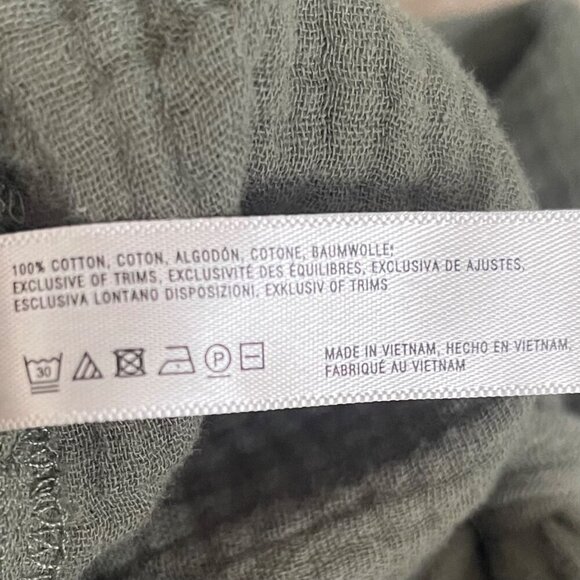 100% COTTON, COTON, ALGODÓN, COTONE, BAUMWOLLE;
EXCLUSIVE OF TRIMS, EXCLUSIVITÉ DES ÉQUILIBRES, EXCLUSIVA DE AJUSTES,
ESCLUSIVA LONTANO DISPOSIZIONI, EXKLUSIV OF TRIMS
30
P
MADE IN VIETNAM, HECHO EN VIETNAM,
FABRIQUÉ AU VIETNAM